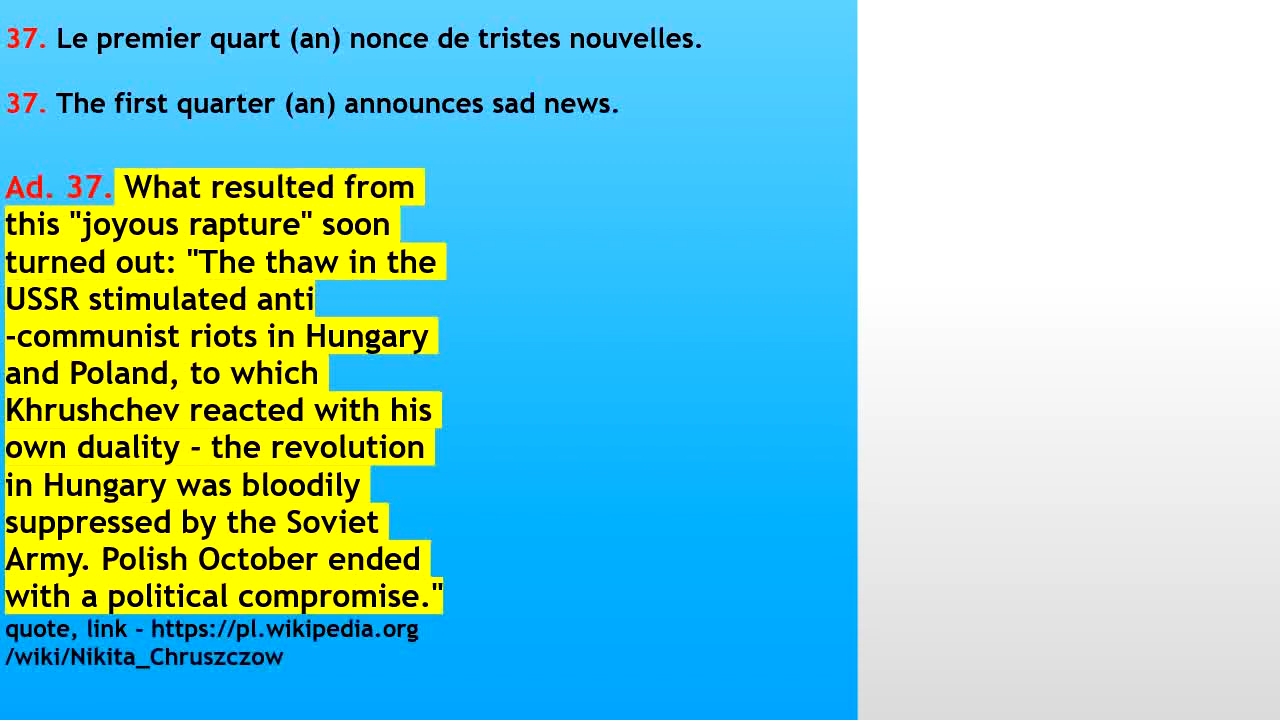 37. Le premier quart (an) nonce de tristes nouvelles.
37. The first quarter (an) announces sad news.
Ad. 37. What resulted from
this "joyous rapture" soon
turned out: "The thaw in the
USSR stimulated anti
-communist riots in Hungary
and Poland, to which
Khrushchev reacted with his
own duality - the revolution
in Hungary was bloodily
suppressed by the Soviet
Army. Polish October ended
with a political compromise."
quote, link - https://pl.wikipedia.org
/wiki/Nikita_Chruszczow